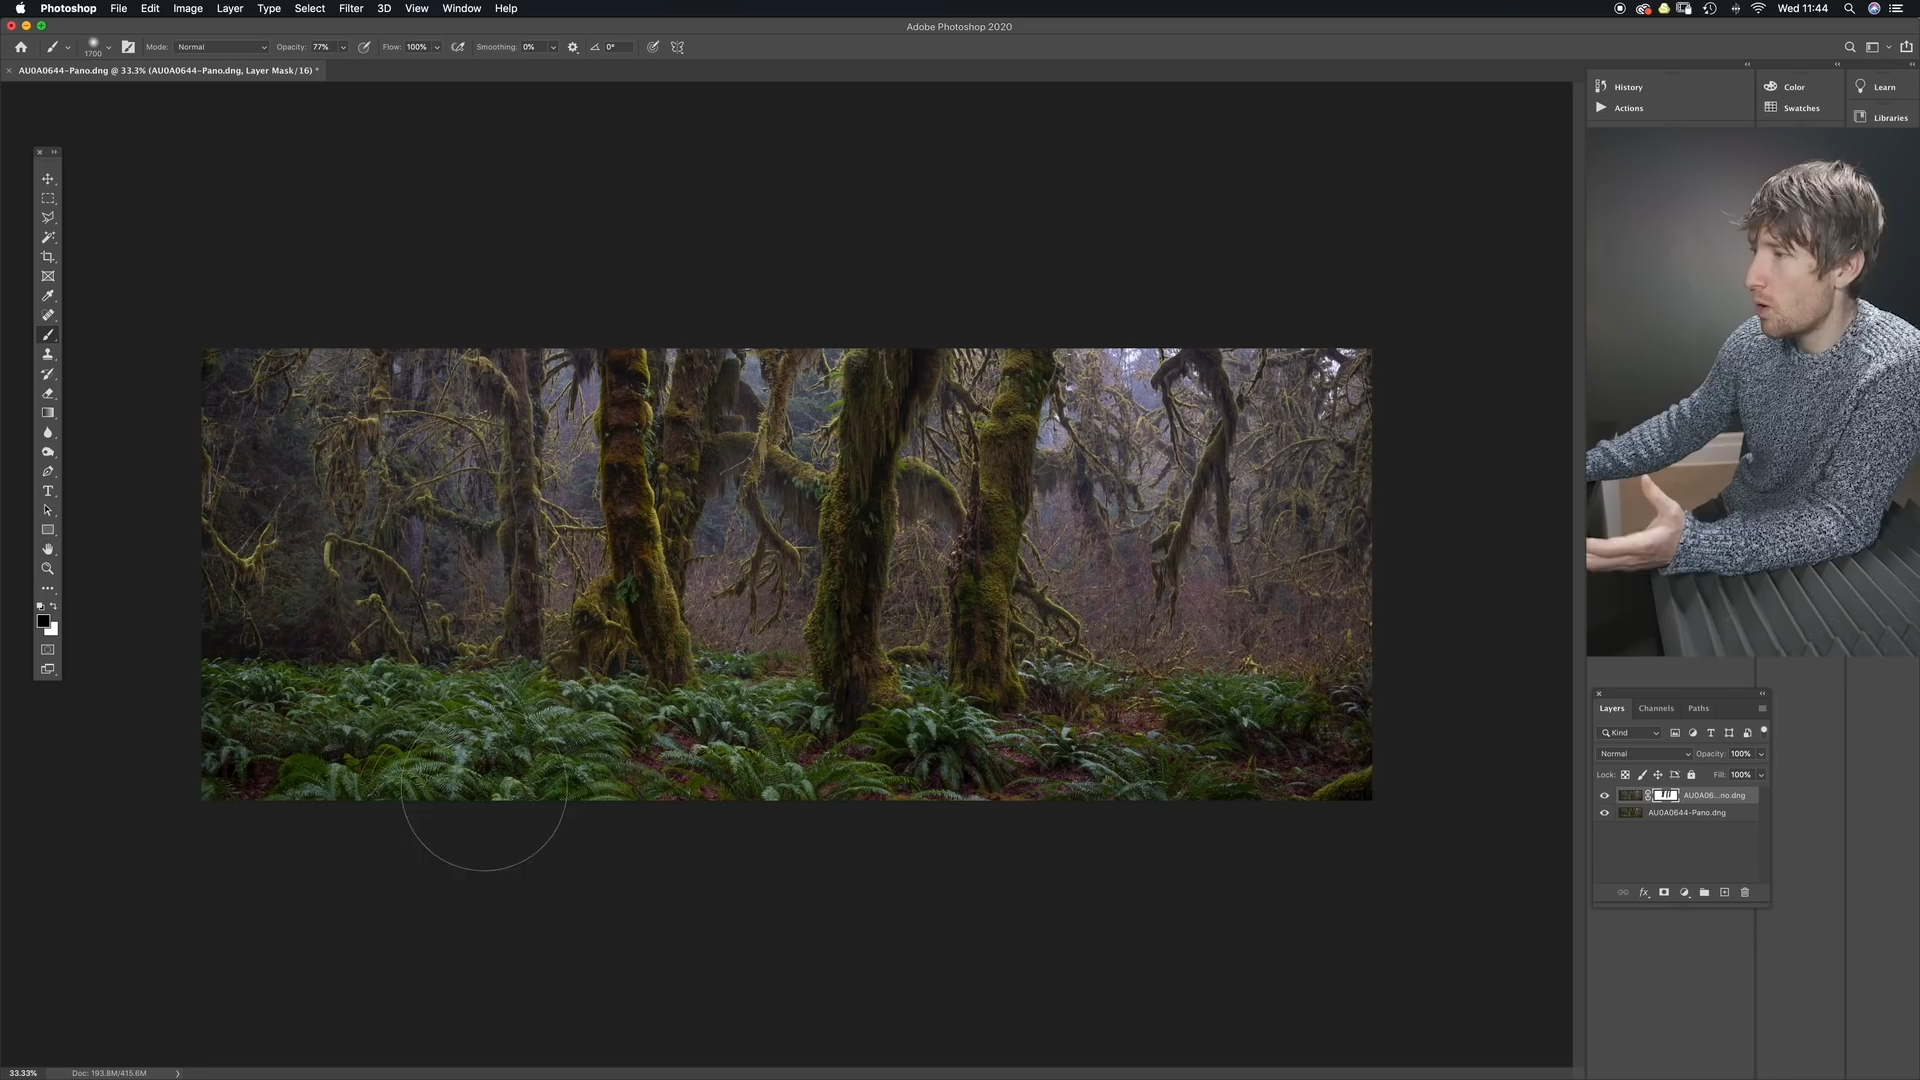 Photoshop File Edit Image Layer Type Select Filter 3D View Window Help Wed 11:44
Adobe Photoshop 2020
1700 Mode: Normal Opacity: 77% Flow: 100% Smoothing: 0% 0°
AU0A0644-Pano.dng @ 33.3% (AU0A0644-Pano.dng, Layer Mask/16) *
History Color Learn
Actions Swatches Libraries
Layers Channels Paths
Kind
Normal Opacity: 100%
Lock: Fill: 100%
AU0A06...no.dng
AU0A0644-Pano.dng
33.33% Doc: 193.8M/415.6M